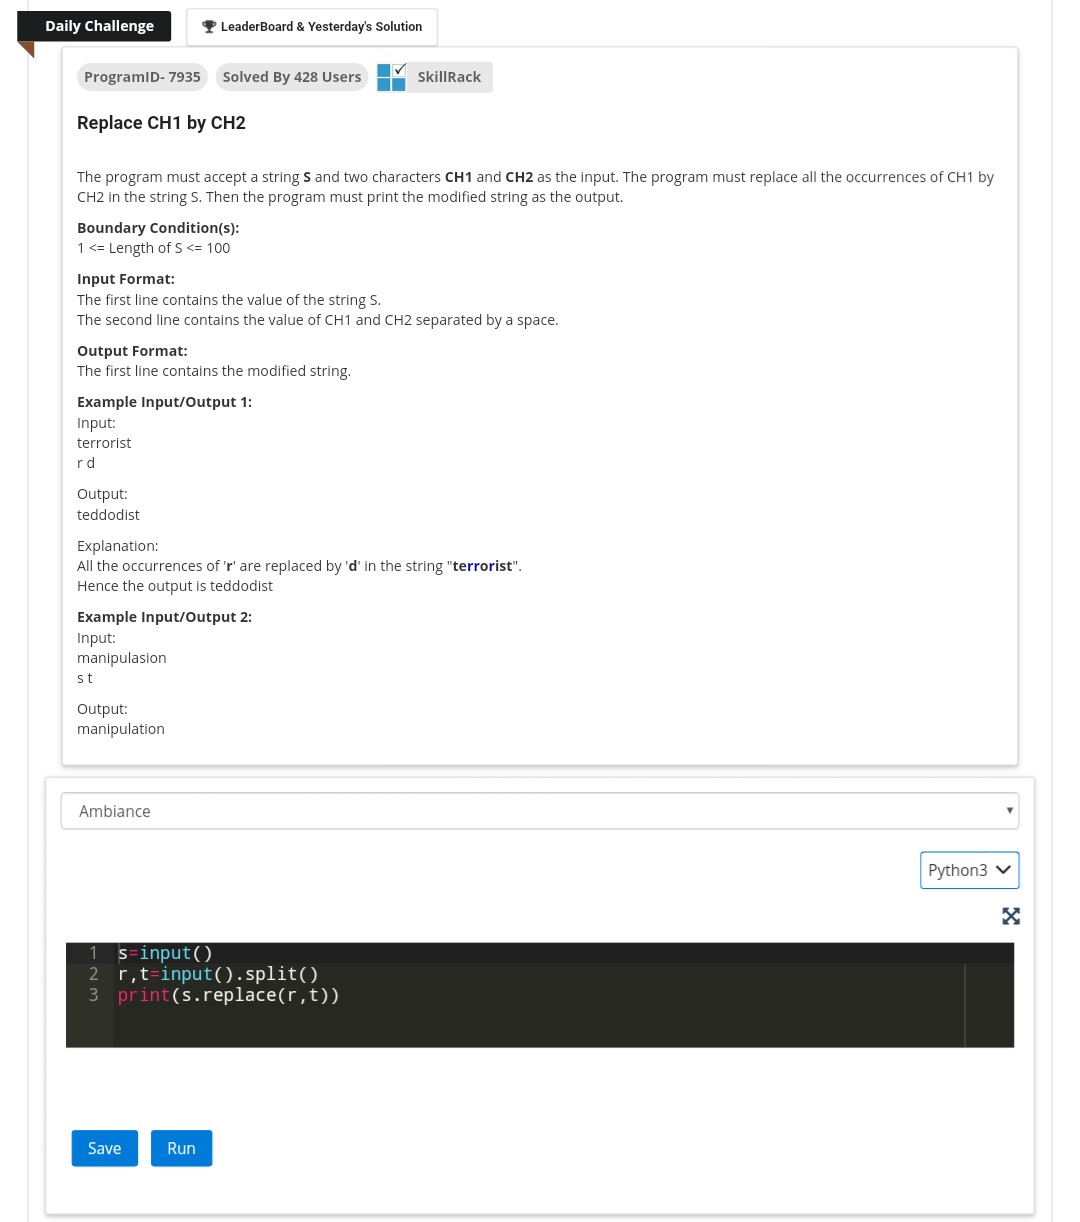 Daily Challenge
LeaderBoard & Yesterday's Solution
ProgramID- 7935 Solved By 428 Users SkillRack
Replace CH1 by CH2
The program must accept a string S and two characters CH1 and CH2 as the input. The program must replace all the occurrences of CH1 by
CH2 in the string S. Then the program must print the modified string as the output.
Boundary Condition(s):
1 <= Length of S <= 100
Input Format:
The first line contains the value of the string S.
The second line contains the value of CH1 and CH2 separated by a space.
Output Format:
The first line contains the modified string.
Example Input/Output 1:
Input:
terrorist
r d
Output:
teddodist
Explanation:
All the occurrences of 'r' are replaced by 'd' in the string "terrorist".
Hence the output is teddodist
Example Input/Output 2:
Input:
manipulasion
s t
Output:
manipulation
Ambiance
Python3
1 s=input()
2 r,t=input().split()
3 print(s.replace(r,t))
Save Run